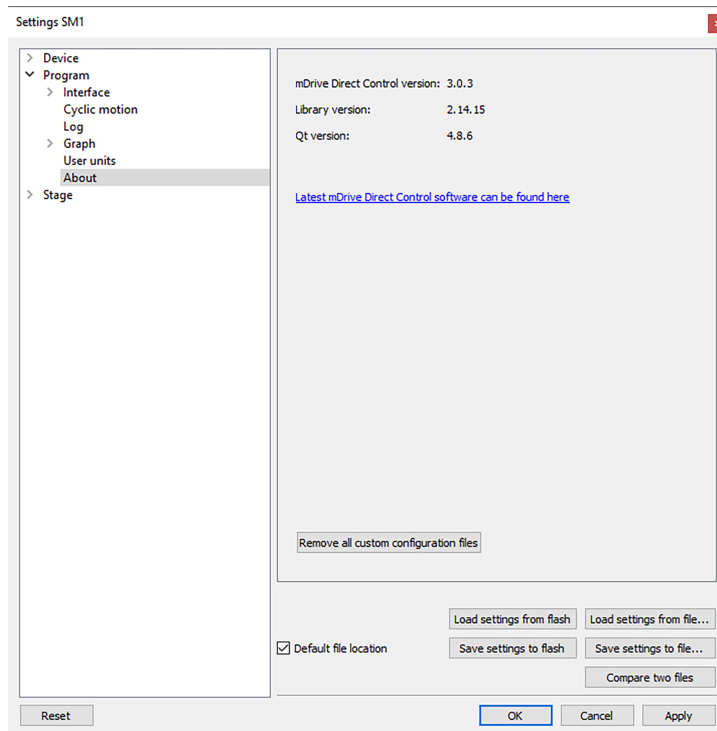 Settings SM1
Device
Program
Interface
Cyclic motion
Log
Graph
User units
About
Stage
mDrive Direct Control version: 3.0.3
Library version: 2.14.15
Qt version: 4.8.6
Latest mDrive Direct Control software can be found here
Remove all custom configuration files
Load settings from flash Load settings from file...
Default file location Save settings to flash Save settings to file...
Compare two files
Reset OK Cancel Apply